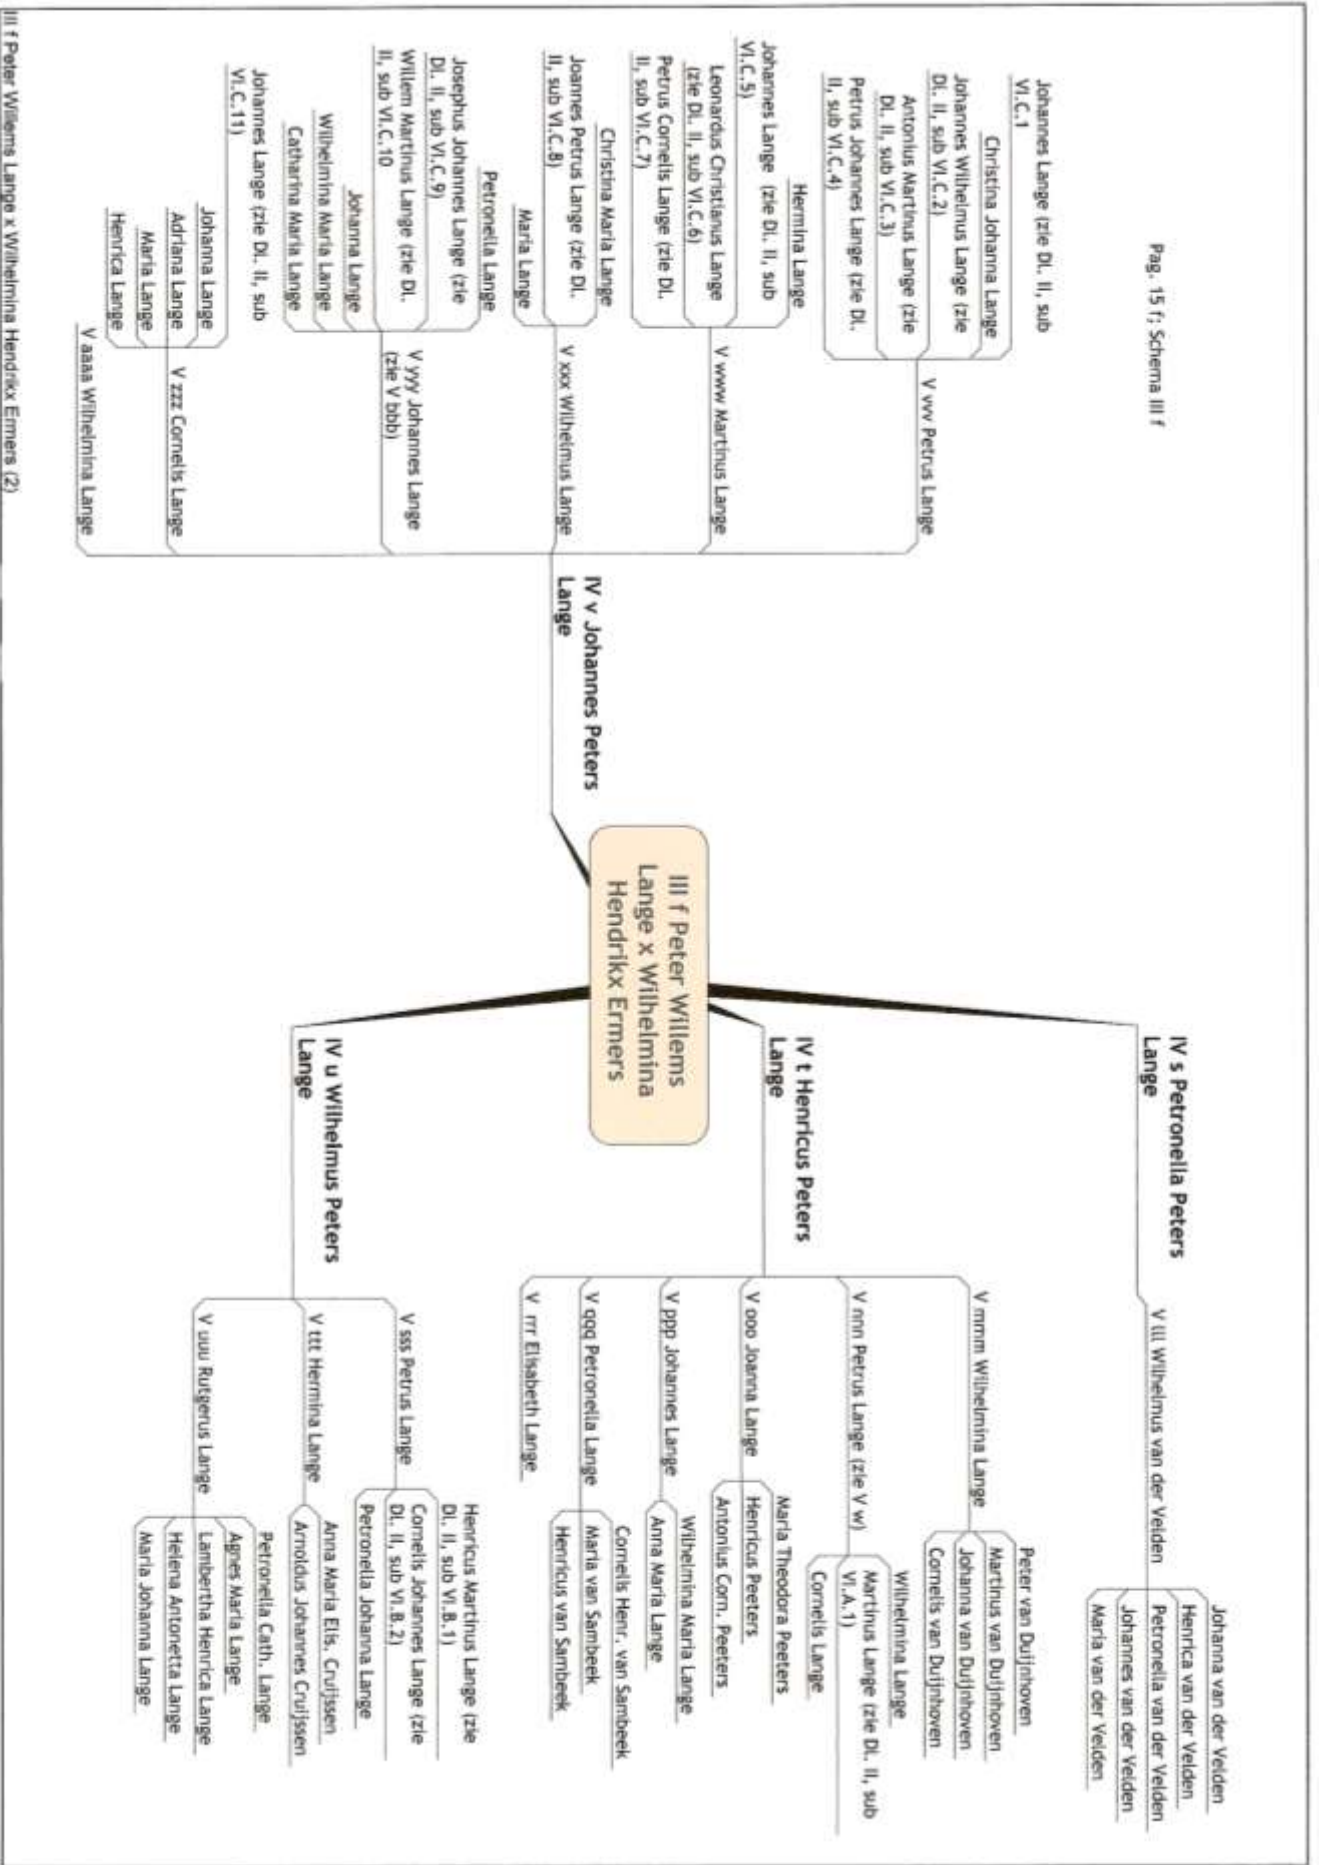 Pag. 15 f; Schema III f
III f Peter Willems
Lange x Wilhelmina
Hendrikx Ermers
IV s Petronella Peters
Lange
V lll Wilhelmus van der Velden
Johanna van der Velden
Henrica van der Velden
Petronella van der Velden
Johannes van der Velden
Maria van der Velden
IV t Henricus Peters
Lange
V mmm Wilhelmina Lange
Peter van Duijnhoven
Martinus van Duijnhoven
Johanna van Duijnhoven
Cornelis van Duijnhoven
V nnn Petrus Lange (zie V w)
Wilhelmina Lange
Martinus Lange (zie Dl. II, sub
VI.A.1)
Cornelis Lange
V ooo Joanna Lange
Maria Theodora Peeters
Henricus Peeters
Antonius Corn. Peeters
V ppp Johannes Lange
Wilhelmina Maria Lange
Anna Maria Lange
V qqq Petronella Lange
Cornelis Henr. van Sambeek
Maria van Sambeek
Henricus van Sambeek
V rrr Elisabeth Lange
IV u Wilhelmus Peters
Lange
V sss Petrus Lange
Henricus Martinus Lange (zie
Dl. II, sub VI.B.1)
Cornelis Johannes Lange (zie
Dl. II, sub VI.B.2)
Petronella Johanna Lange
V ttt Hermina Lange
Anna Maria Elis. Cruijssen
Arnoldus Johannes Cruijssen
V uuu Rutgerus Lange
Petronella Cath. Lange
Agnes Maria Lange
Lambertha Henrica Lange
Helena Antonetta Lange
Maria Johanna Lange
IV v Johannes Peters
Lange
V vvv Petrus Lange
Johannes Lange (zie Dl. II, sub
VI.C.1
Christina Johanna Lange
Johannes Wilhelmus Lange (zie
Dl. II, sub VI.C.2)
Antonius Martinus Lange (zie
Dl. II, sub VI.C.3)
Petrus Johannes Lange (zie Dl.
II, sub VI.C.4)
V www Martinus Lange
Hermina Lange
Johannes Lange (zie Dl. II, sub
VI.C.5)
Leonardus Christianus Lange
(zie Dl. II, sub VI.C.6)
Petrus Cornelis Lange (zie Dl.
II, sub VI.C.7)
V xxx Wilhelmus Lange
Christina Maria Lange
Joannes Petrus Lange (zie Dl.
II, sub VI.C.8)
Maria Lange
V yyy Johannes Lange
(zie V bbb)
Petronella Lange
Josephus Johannes Lange (zie
Dl. II, sub VI.C.9)
Willem Martinus Lange (zie Dl.
II, sub VI.C.10
Johanna Lange
Wilhelmina Maria Lange
Catharina Maria Lange
V zzz Cornelis Lange
Johannes Lange (zie Dl. II, sub
VI.C.11)
Johanna Lange
Adriana Lange
Maria Lange
Henrica Lange
V aaaa Wilhelmina Lange
III f Peter Willems Lange x Wilhelmina Hendrikx Ermers (2)